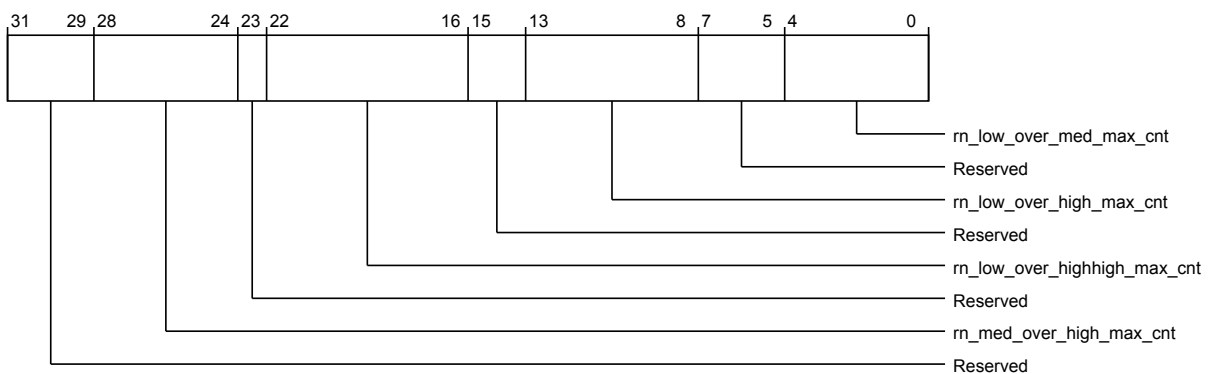 31 29 28 24 23 22 16 15 13 8 7 5 4 0
rn_low_over_med_max_cnt
Reserved
rn_low_over_high_max_cnt
Reserved
rn_low_over_highhigh_max_cnt
Reserved
rn_med_over_high_max_cnt
Reserved